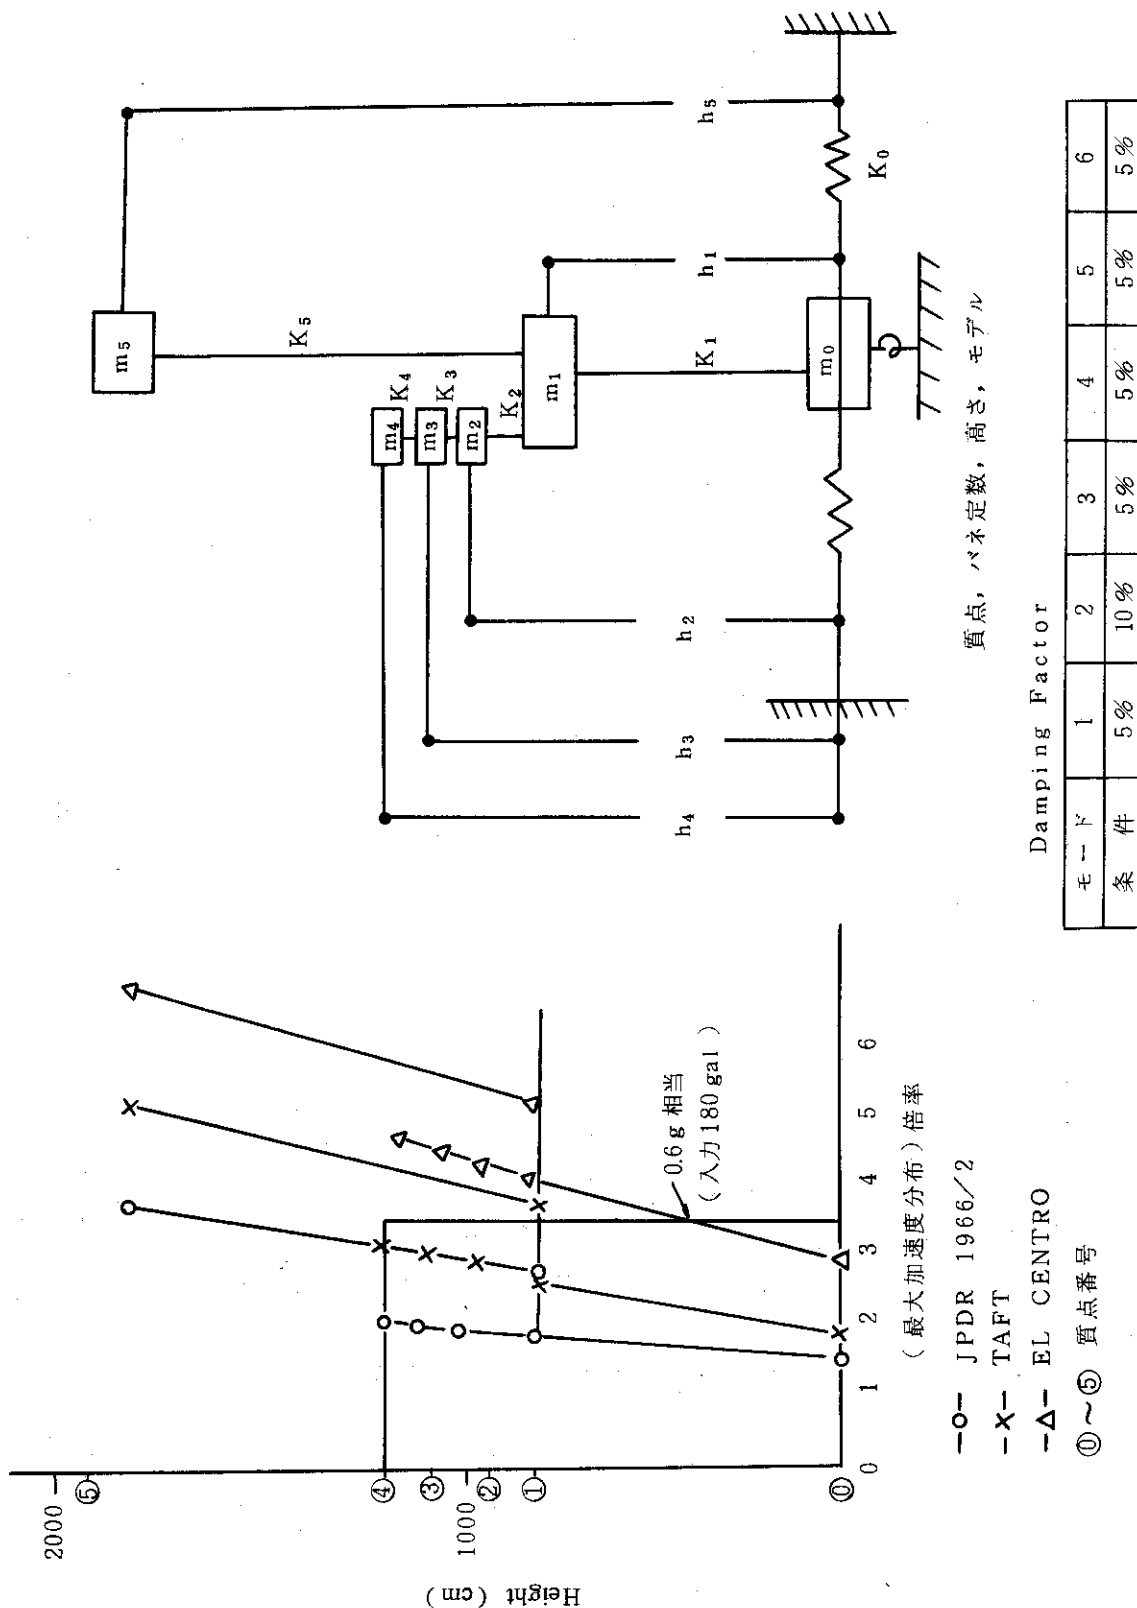 Height (cm)
2000
⑤
④
③
1000
②
①
⓪
0 1 2 3 4 5 6
0.6g 相当
(入力180 gal)
(最大加速度分布) 倍率
-o- JPDR 1966/2
-×- TAFT
-△- EL CENTRO
⓪~⑤ 質点番号
m5
K5
m4
K4
m3
K3
m2
K2
m1
K1
m0
K0
h4
h3
h2
h1
h5
質点, バネ定数, 高さ, モデル
Damping Factor
モード 1 2 3 4 5 6
条件 5% 10% 5% 5% 5% 5%